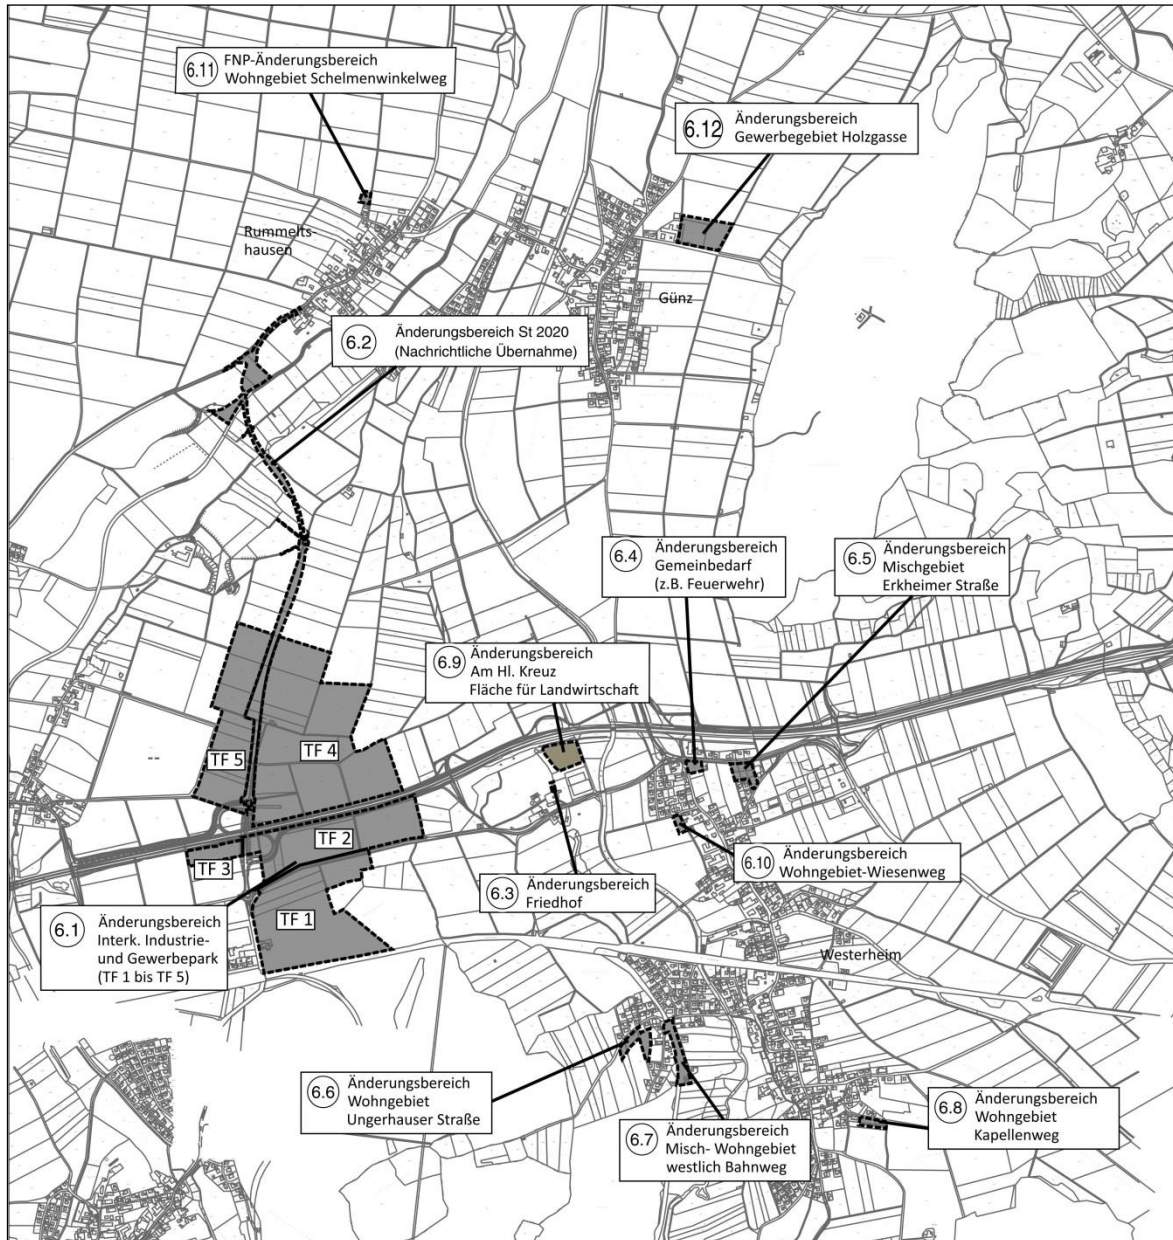 6.11
FNP-Änderungsbereich
Wohngebiet Schelmenwinkelweg
6.12
Änderungsbereich
Gewerbegebiet Holzgasse
Rummelts-
hausen
Günz
6.2
Änderungsbereich St 2020
(Nachrichtliche Übernahme)
6.4
Änderungsbereich
Gemeinbedarf
(z.B. Feuerwehr)
6.5
Änderungsbereich
Mischgebiet
Erkheimer Straße
6.9
Änderungsbereich
Am Hl. Kreuz
Fläche für Landwirtschaft
TF 4
TF 5
TF 2
TF 3
TF 1
6.10
Änderungsbereich
Wohngebiet-Wiesenweg
6.3
Änderungsbereich
Friedhof
6.1
Änderungsbereich
Interk. Industrie-
und Gewerbepark
(TF 1 bis TF 5)
Westerheim
6.6
Änderungsbereich
Wohngebiet
Ungerhauser Straße
6.7
Änderungsbereich
Misch- Wohngebiet
westlich Bahnweg
6.8
Änderungsbereich
Wohngebiet
Kapellenweg